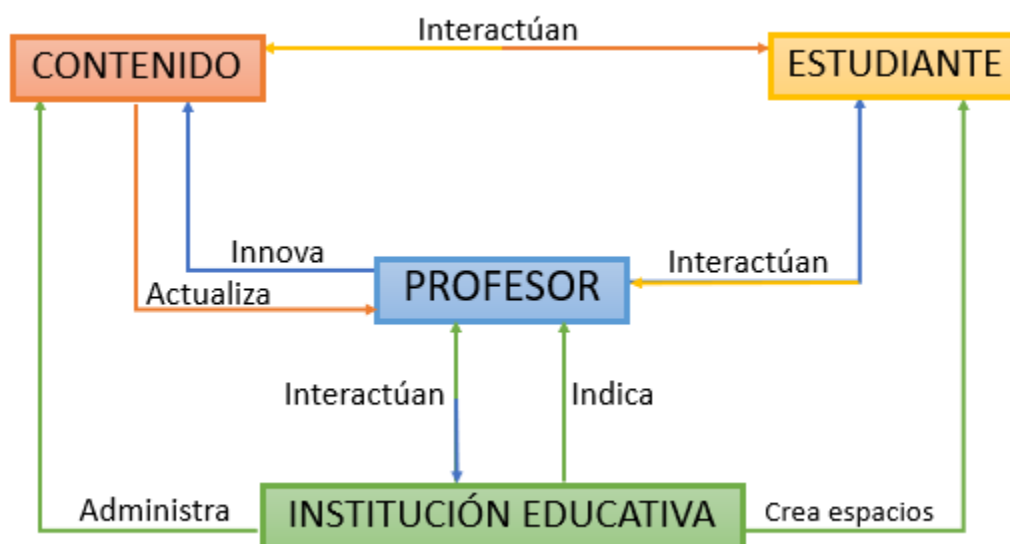 Interactúan
CONTENIDO
ESTUDIANTE
Innova
Interactúan
PROFESOR
Actualiza
Interactúan
Indica
Administra
INSTITUCIÓN EDUCATIVA
Crea espacios